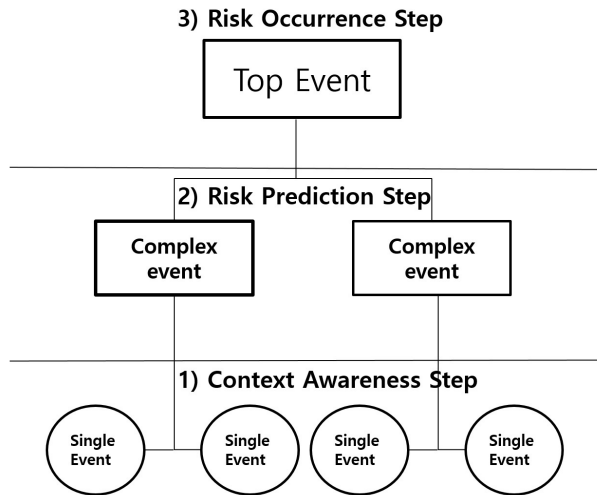 3) Risk Occurrence Step
Top Event
2) Risk Prediction Step
Complex
event
Complex
event
1) Context Awareness Step
Single
Event
Single
Event
Single
Event
Single
Event